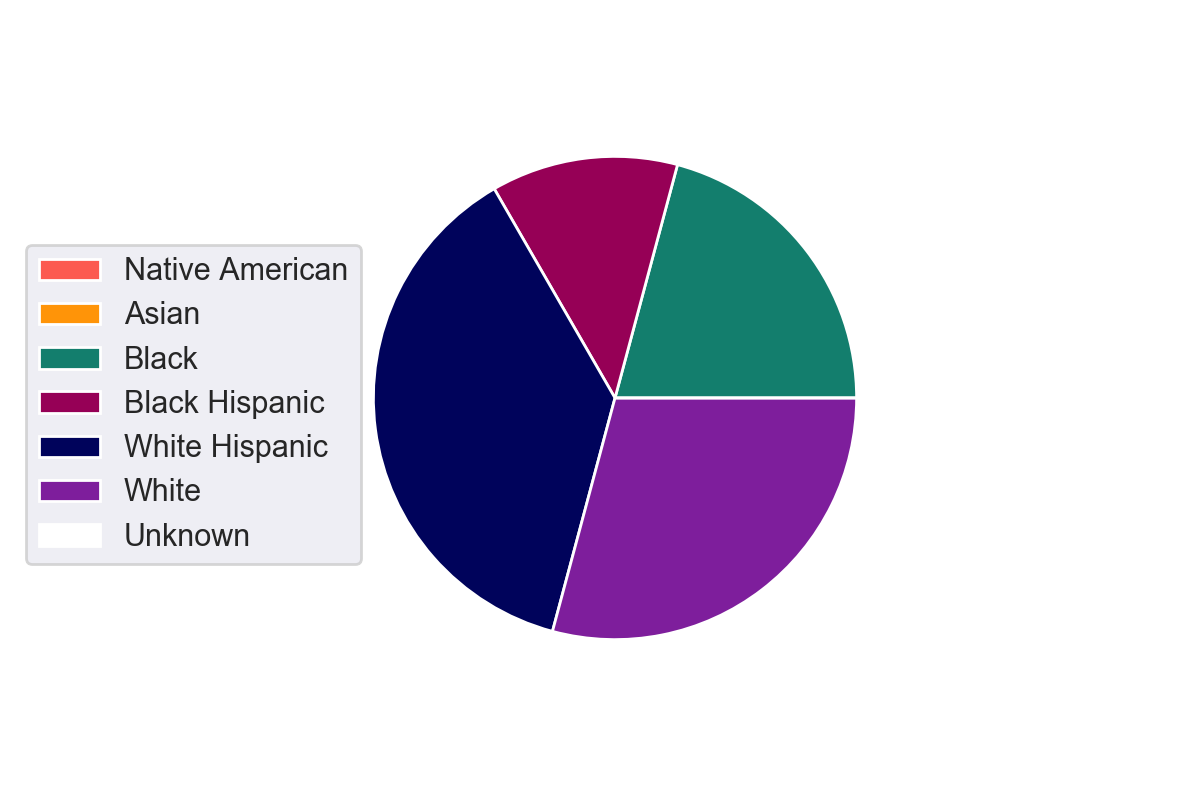 Native American
Asian
Black
Black Hispanic
White Hispanic
White
Unknown